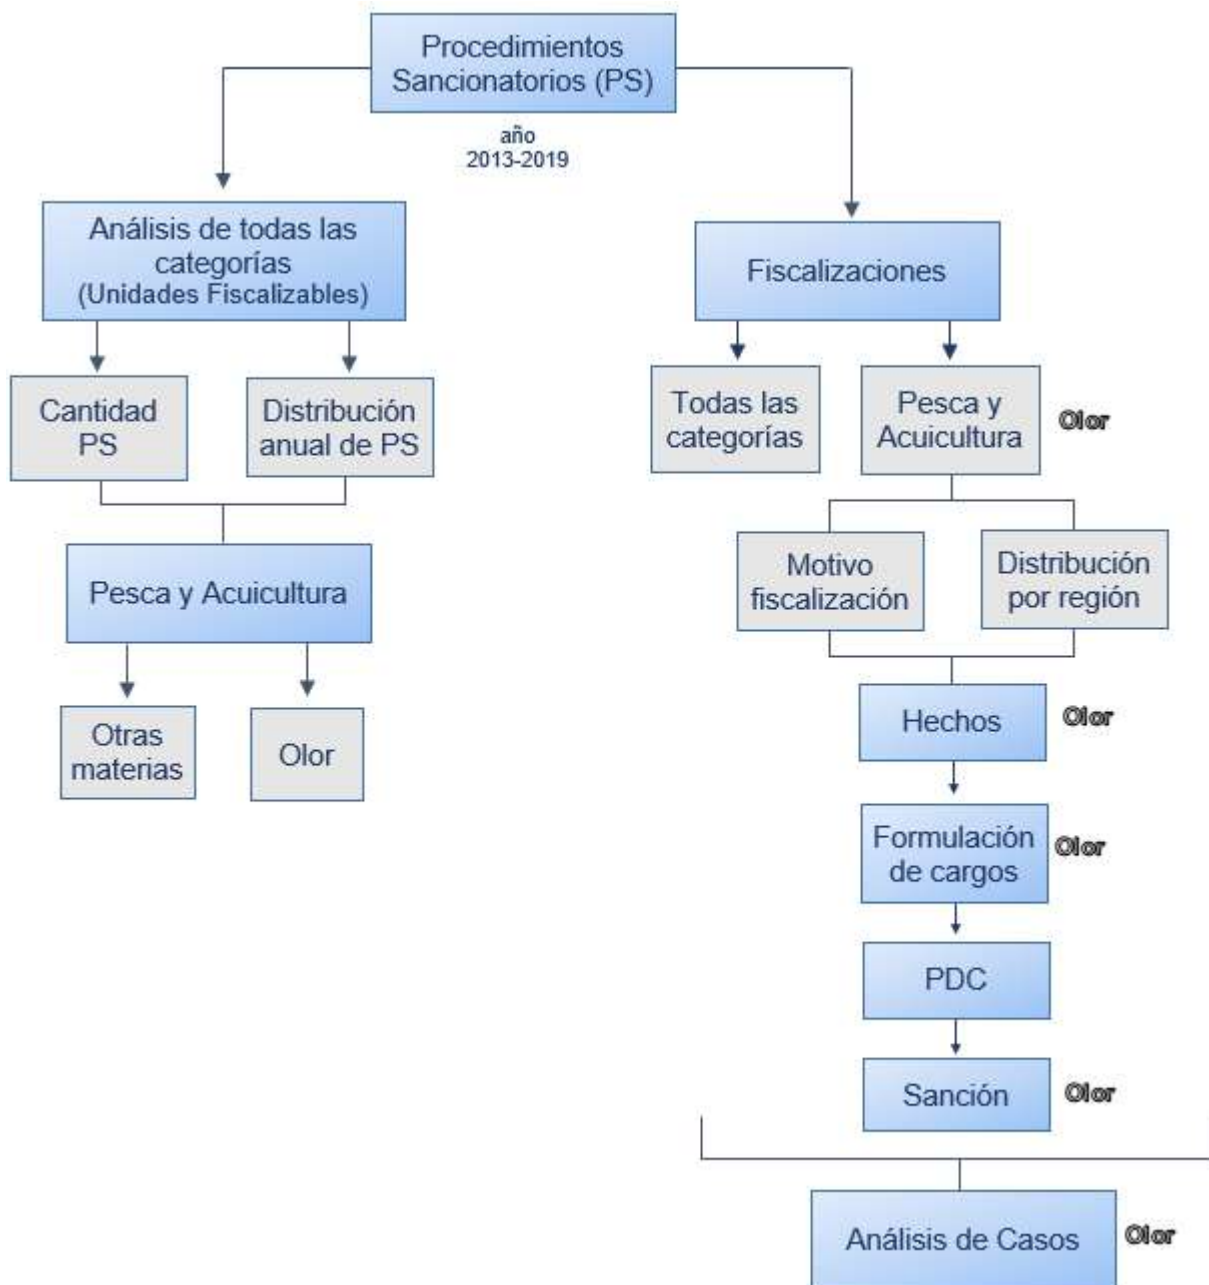 Procedimientos
Sancionatorios (PS)
año
2013-2019
Análisis de todas las
categorías
(Unidades Fiscalizables)
Cantidad
PS
Distribución
anual de PS
Pesca y Acuicultura
Otras
materias
Olor
Fiscalizaciones
Todas las
categorías
Pesca y
Acuicultura
Olor
Motivo
fiscalización
Distribución
por región
Hechos
Olor
Formulación
de cargos
Olor
PDC
Sanción
Olor
Análisis de Casos
Olor